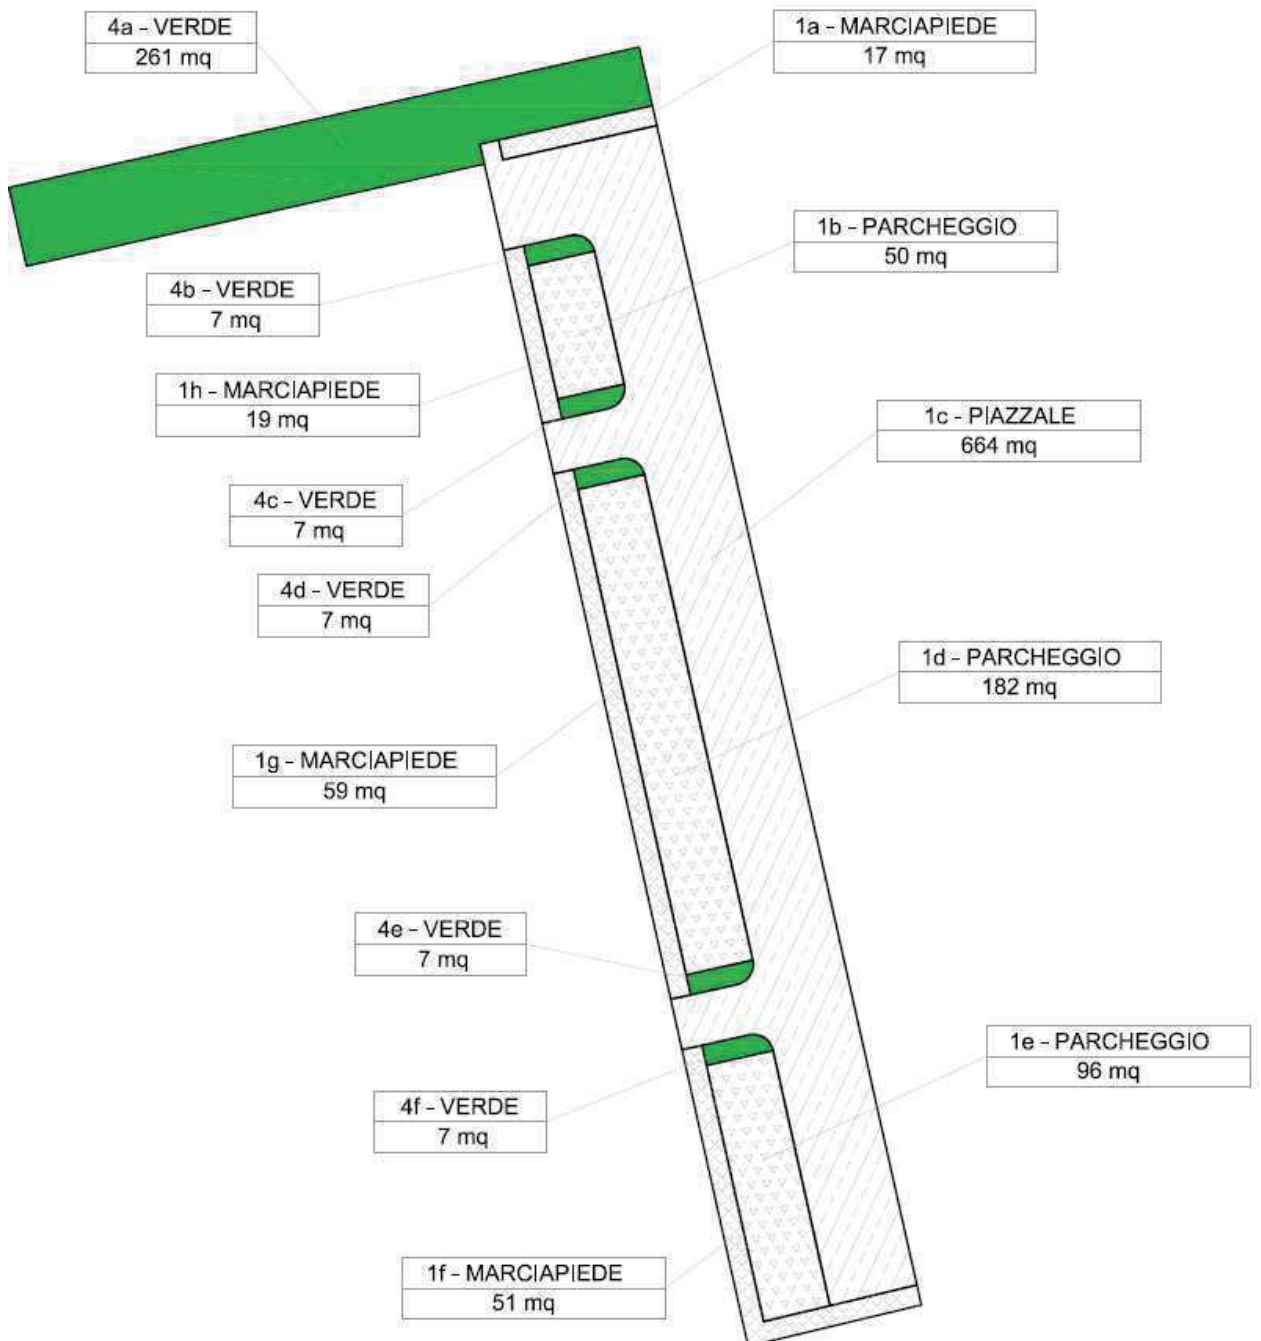 4a - VERDE
261 mq
1a - MARCIAPIEDE
17 mq
1b - PARCHEGGIO
50 mq
4b - VERDE
7 mq
1h - MARCIAPIEDE
19 mq
1c - PIAZZALE
664 mq
4c - VERDE
7 mq
4d - VERDE
7 mq
1d - PARCHEGGIO
182 mq
1g - MARCIAPIEDE
59 mq
4e - VERDE
7 mq
1e - PARCHEGGIO
96 mq
4f - VERDE
7 mq
1f - MARCIAPIEDE
51 mq